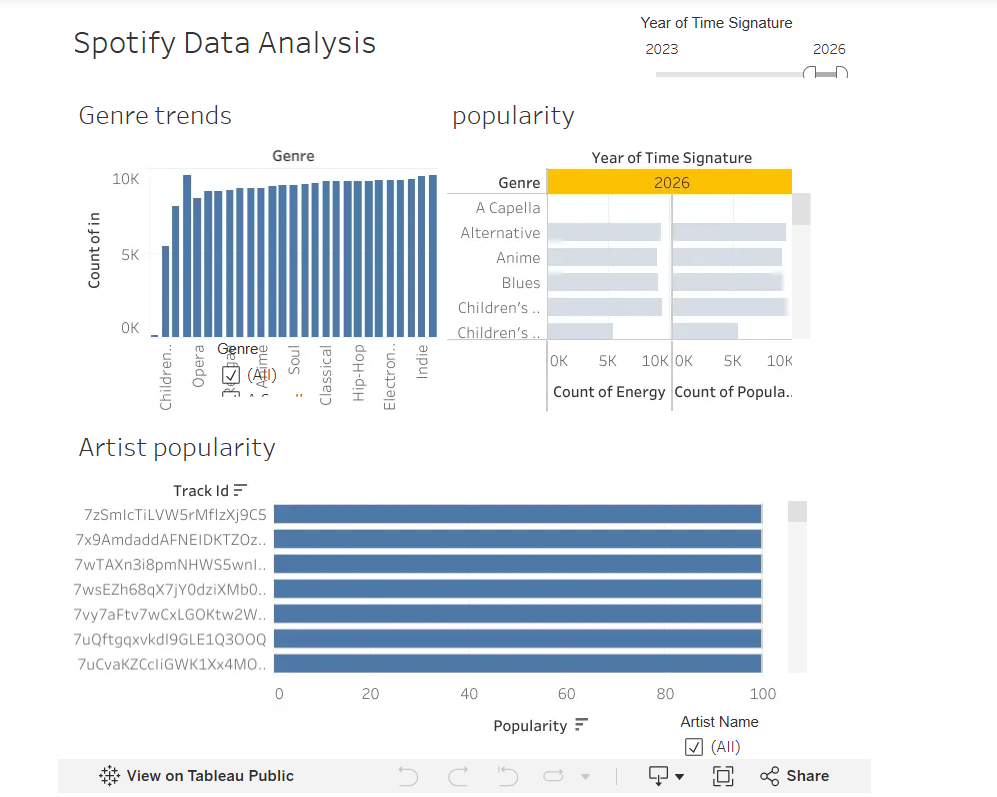 Spotify Data Analysis
Year of Time Signature
2023 2026
Genre trends
popularity
Genre
10K
5K
0K
Count of in
Children..
Opera
Reggae
Anime
Soul
Classical
Hip-Hop
Electron..
Indie
Genre
(All)
Year of Time Signature
Genre 2026
A Capella
Alternative
Anime
Blues
Children's ..
Children's ..
0K 5K 10K 0K 5K 10K
Count of Energy Count of Popula..
Artist popularity
Track Id
7zSmIcTiLVW5rMfIzXj9C5
7x9AmdaddAFNEIDKTZOz..
7wTAXn3i8pmNHWS5wnI..
7wsEZh68qX7jY0dziXMb0..
7vy7aFtv7wCxLGOKtw2W..
7uQftgqxvkdl9GLE1Q3OOQ
7uCvaKZCcliGWK1Xx4MO..
0 20 40 60 80 100
Popularity
Artist Name
(All)
View on Tableau Public
Share